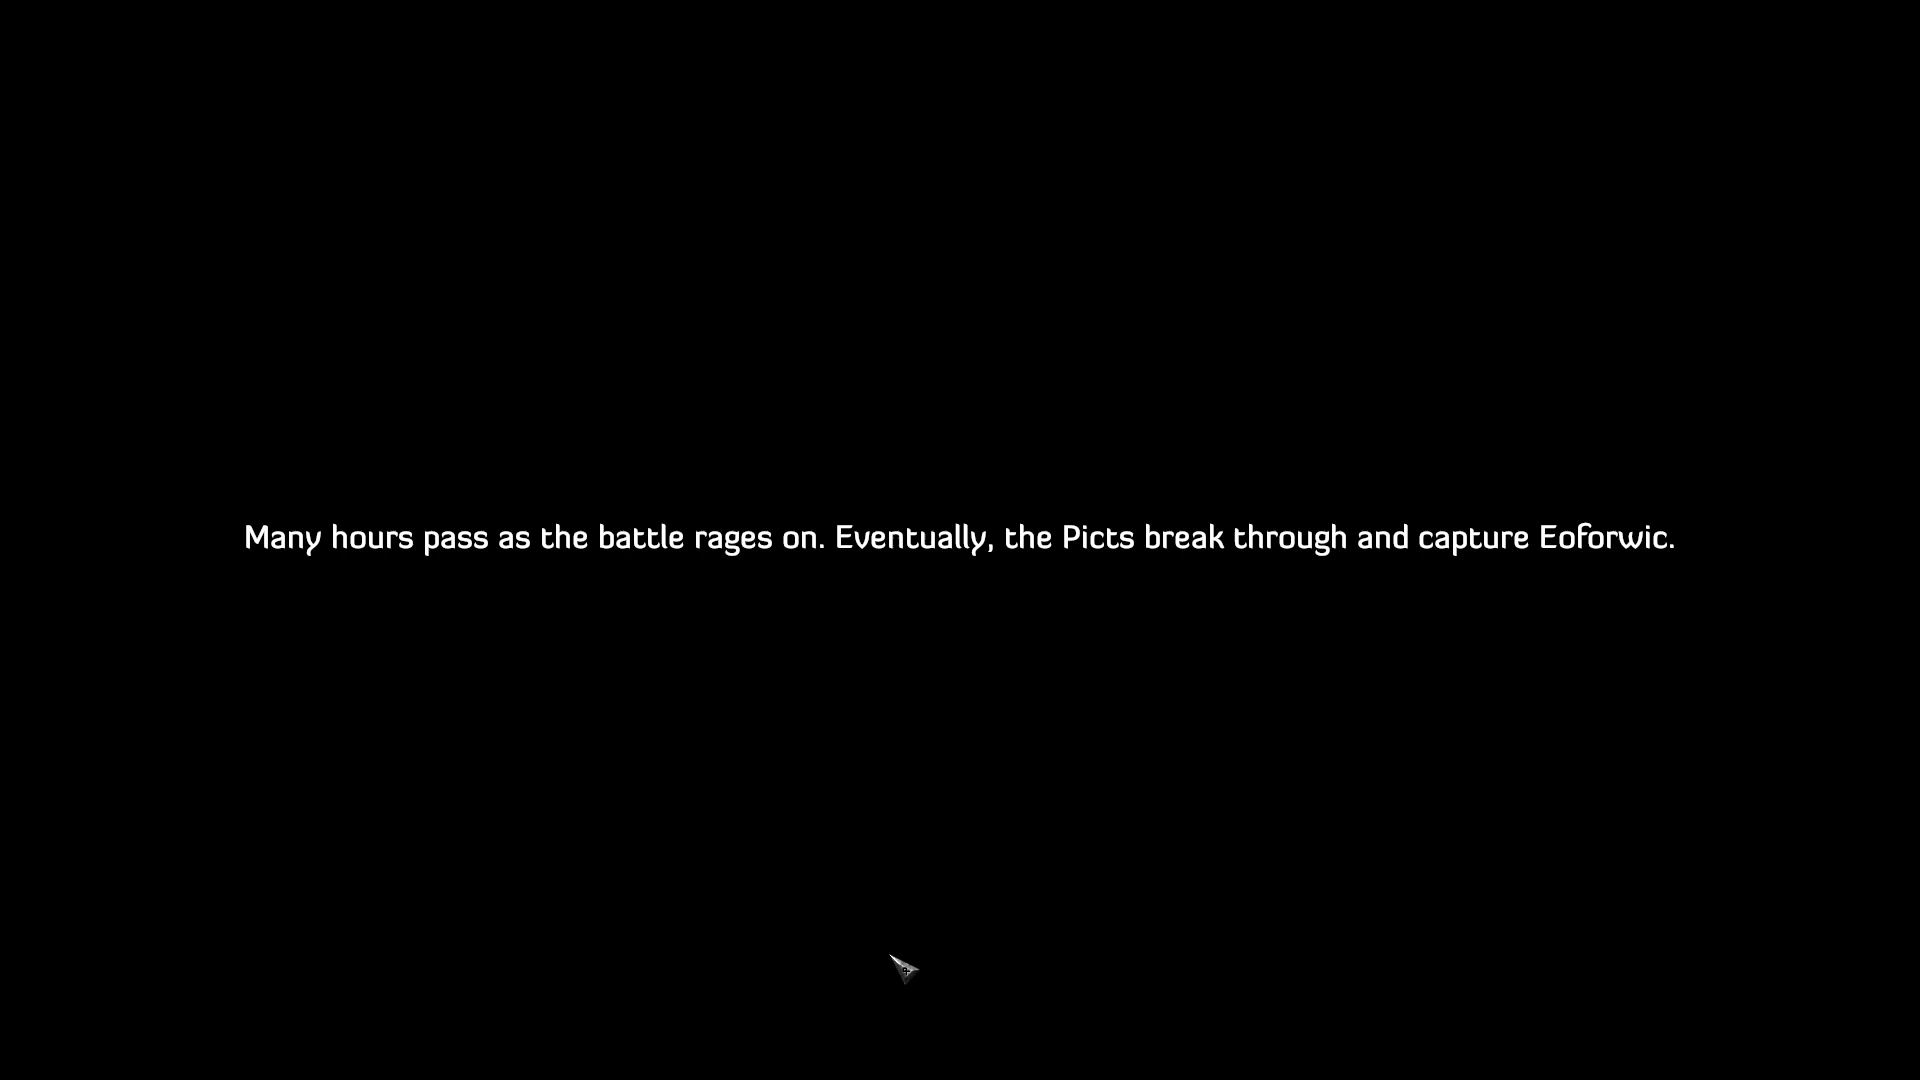 Many hours pass as the battle rages on. Eventually, the Picts break through and capture Eoforwic.